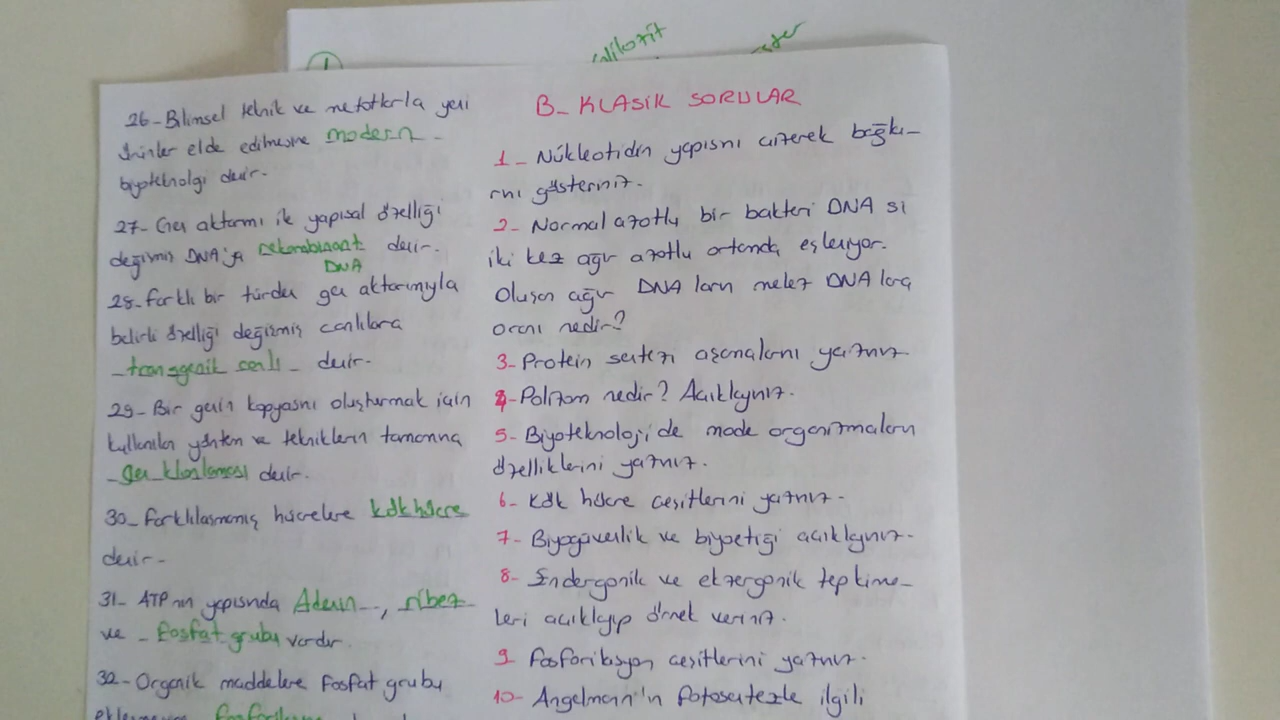 26- Bilimsel teknik ve metotlarla yeni
ürünler elde edilmesine modern
biyoteknoloji denir.
27- Gen aktarımı ile yapısal özelliği
değişmiş DNA'ya rekombinant denir.
DNA
28- Farklı bir türden gen aktarımıyla
belirli özelliği değişmiş canlılara
transgenik canlı denir.
29- Bir genin kopyasını oluşturmak için
kullanılan yöntem ve tekniklerin tamamına
gen klonlaması denir.
30- Farklılaşmamış hücrelere kök hücre
denir.
31- ATP'nin yapısında Adenin, riboz
ve fosfat grubu vardır.
32- Organik maddelere fosfat grubu
B- KLASİK SORULAR
1- Nükleotidin yapısını çizerek bağla-
rını gösteriniz.
2- Normal azotlu bir bakteri DNA sı
iki kez ağır azotlu ortamda eşleniyor.
Oluşan ağır DNA ların melez DNA lara
oranı nedir?
3- Protein sentezi aşamalarını yazınız
4- Polizom nedir? Açıklayınız.
5- Biyoteknoloji de mode organizmaların
özelliklerini yazınız.
6- Kök hücre çeşitlerini yazınız.
7- Biyogüvenlik ve biyoetiği açıklayınız.
8- Endergonik ve ekzergonik tepkime-
leri açıklayıp örnek veriniz.
9- Fosforilasyon çeşitlerini yazınız.
10- Angelmann'ın fotosentezle ilgili